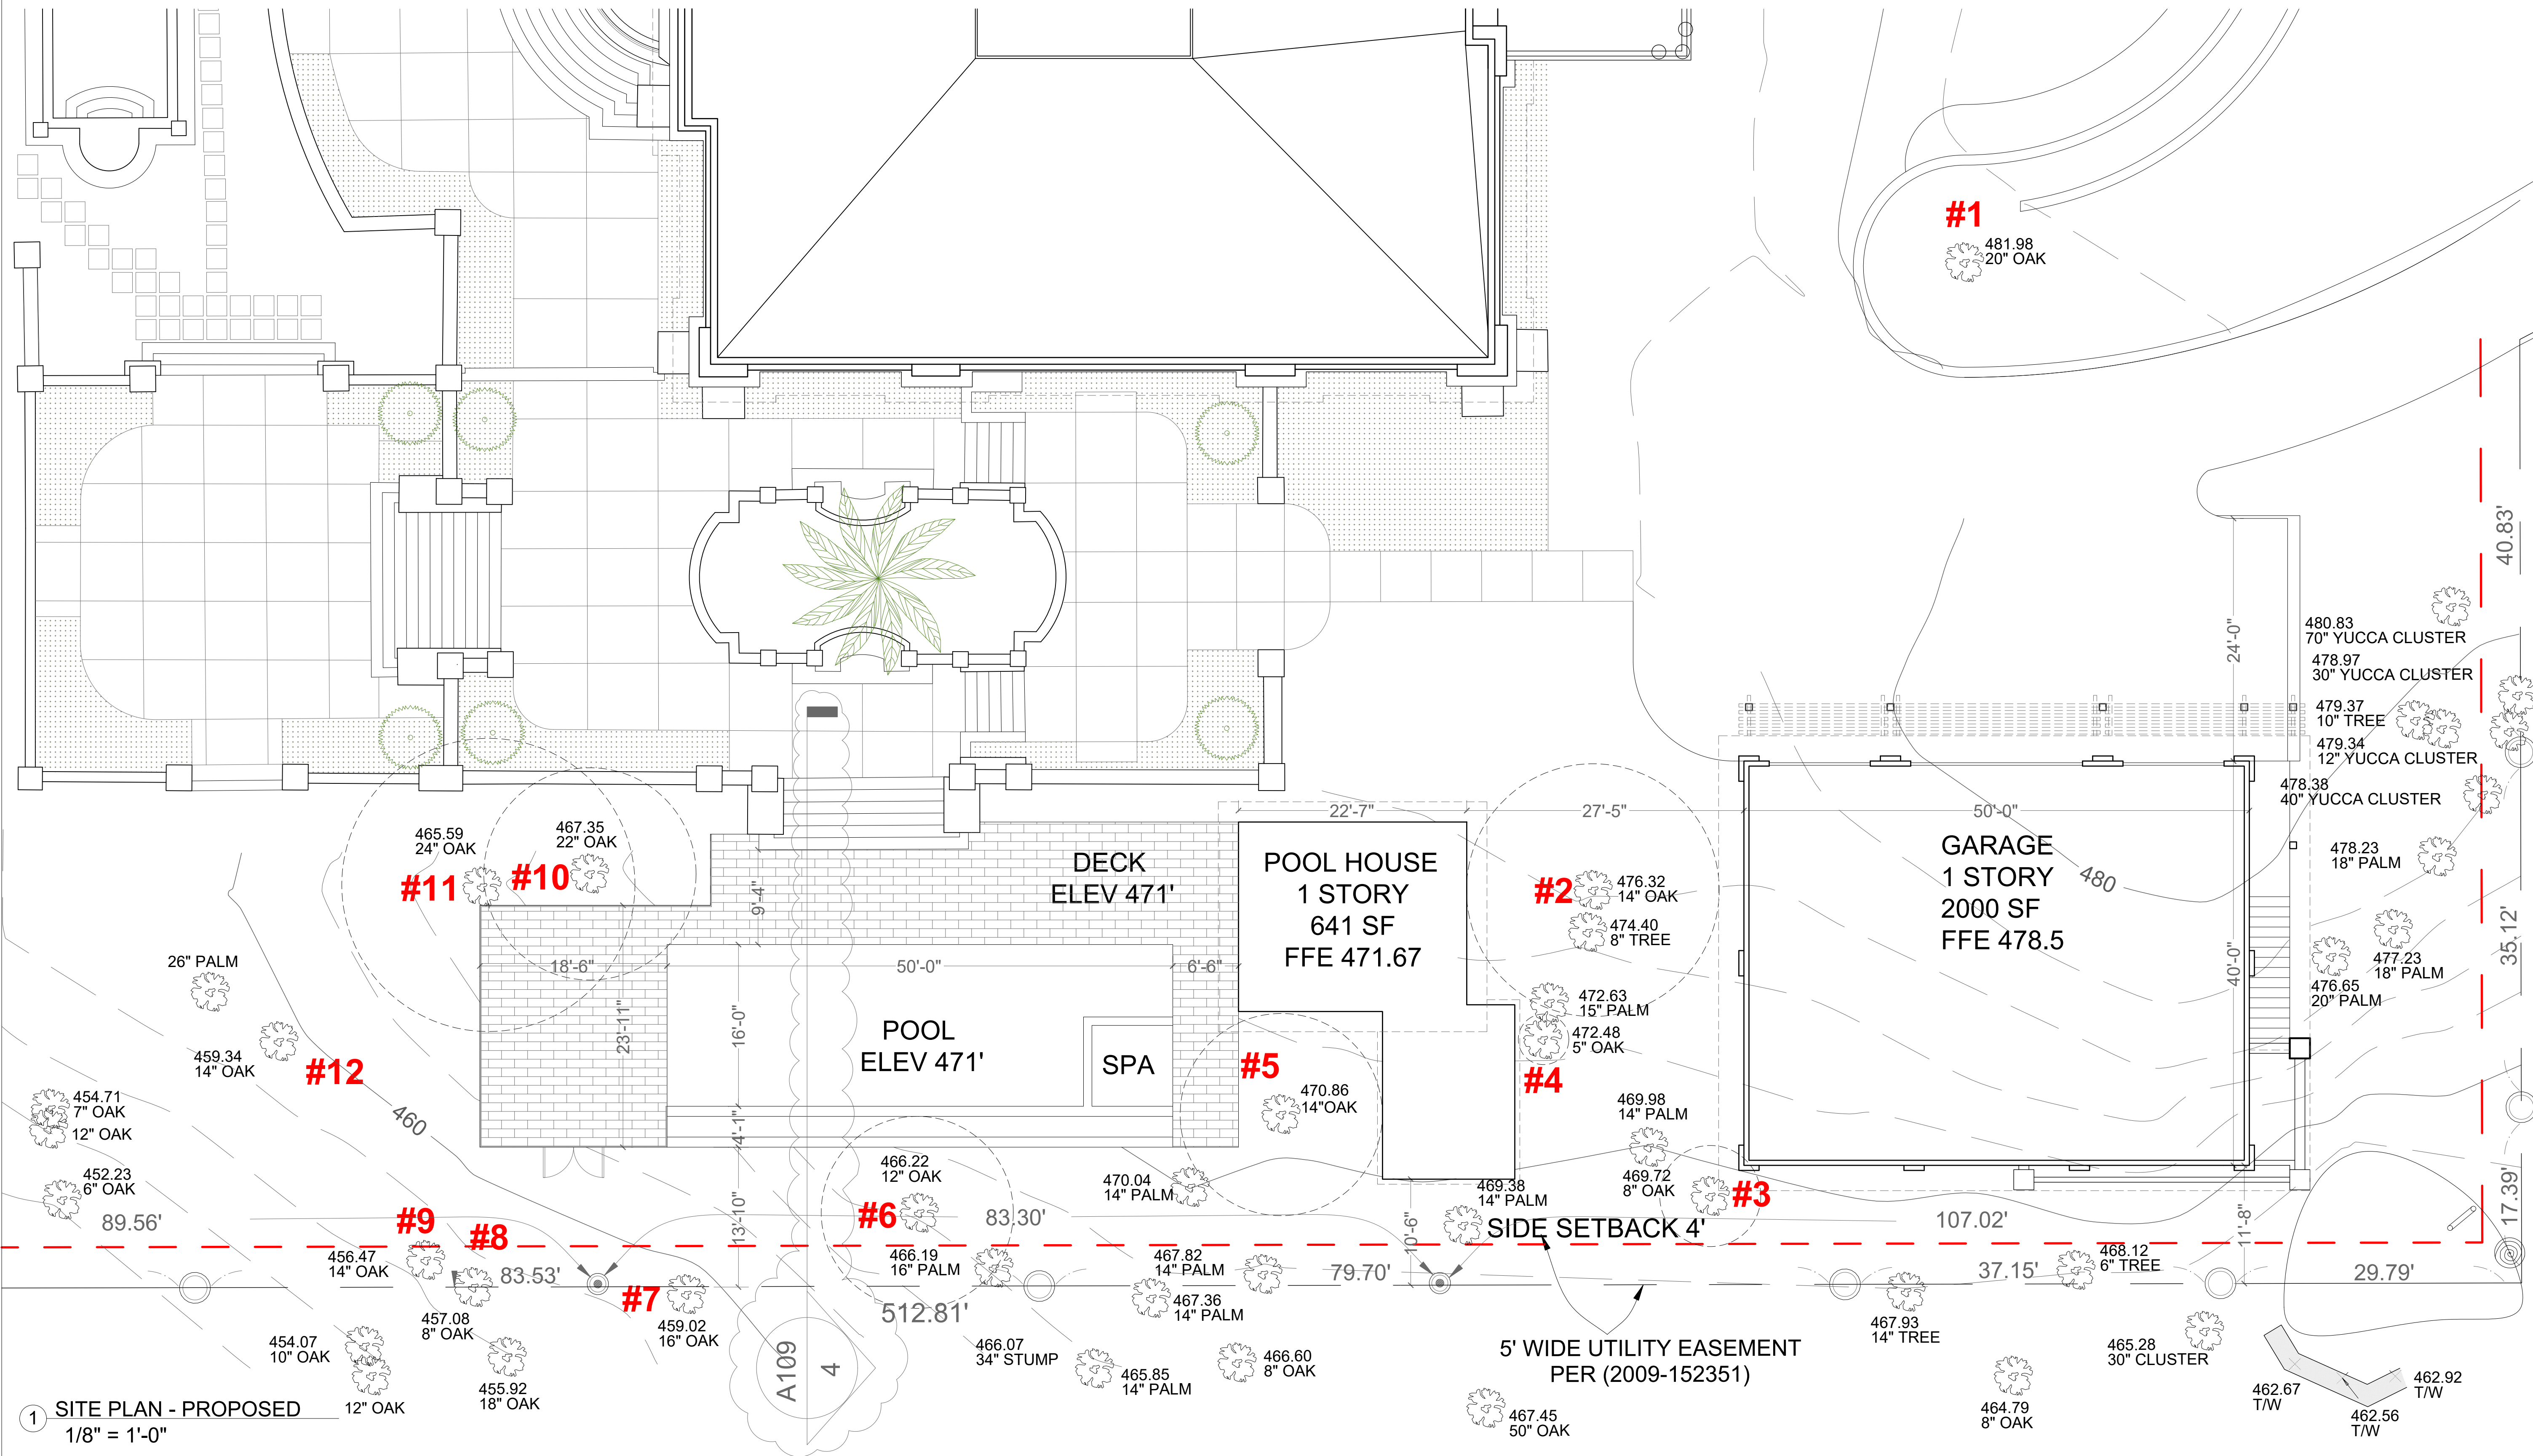 #1
481.98
20" OAK
40.83'
24'-0"
480.83
70" YUCCA CLUSTER
478.97
30" YUCCA CLUSTER
479.37
10" TREE
479.34
12" YUCCA CLUSTER
478.38
40" YUCCA CLUSTER
22'-7"
27'-5"
50'-0"
465.59
24" OAK
467.35
22" OAK
#11
#10
9'-4"
DECK
ELEV 471'
POOL HOUSE
1 STORY
641 SF
FFE 471.67
#2
476.32
14" OAK
474.40
8" TREE
GARAGE
1 STORY
2000 SF
FFE 478.5
480
478.23
18" PALM
477.23
18" PALM
476.65
20" PALM
35.12'
40'-0"
26" PALM
18'-6"
50'-0"
6'-6"
23'-11"
16'-0"
POOL
ELEV 471'
SPA
472.63
15" PALM
472.48
5" OAK
#4
#5
470.86
14"OAK
459.34
14" OAK
#12
454.71
7" OAK
12" OAK
460
4'-1"
469.98
14" PALM
452.23
6" OAK
466.22
12" OAK
470.04
14" PALM
469.38
14" PALM
469.72
8" OAK
#3
17.39'
89.56'
#9
#8
13'-10"
#6
83.30'
10'-6"
SIDE SETBACK 4'
107.02'
11'-8"
456.47
14" OAK
83.53'
466.19
16" PALM
467.82
14" PALM
79.70'
468.12
6" TREE
37.15'
29.79'
#7
457.08
8" OAK
459.02
16" OAK
512.81'
467.36
14" PALM
467.93
14" TREE
454.07
10" OAK
466.07
34" STUMP
466.60
8" OAK
5' WIDE UTILITY EASEMENT
PER (2009-152351)
465.28
30" CLUSTER
A109
4
465.85
14" PALM
455.92
18" OAK
12" OAK
467.45
50" OAK
464.79
8" OAK
462.67
T/W
462.92
T/W
462.56
T/W
1
SITE PLAN - PROPOSED
1/8" = 1'-0"